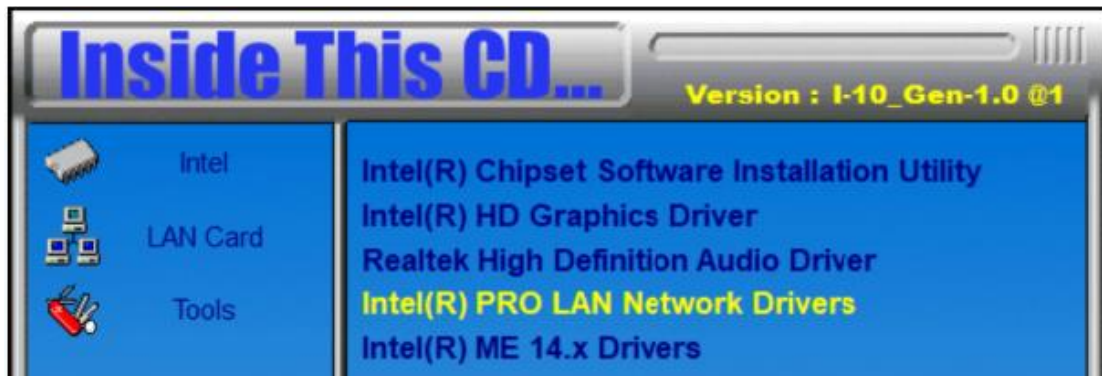 Inside This CD...
Version : I-10_Gen-1.0 @1
Intel
LAN Card
Tools
Intel(R) Chipset Software Installation Utility
Intel(R) HD Graphics Driver
Realtek High Definition Audio Driver
Intel(R) PRO LAN Network Drivers
Intel(R) ME 14.x Drivers